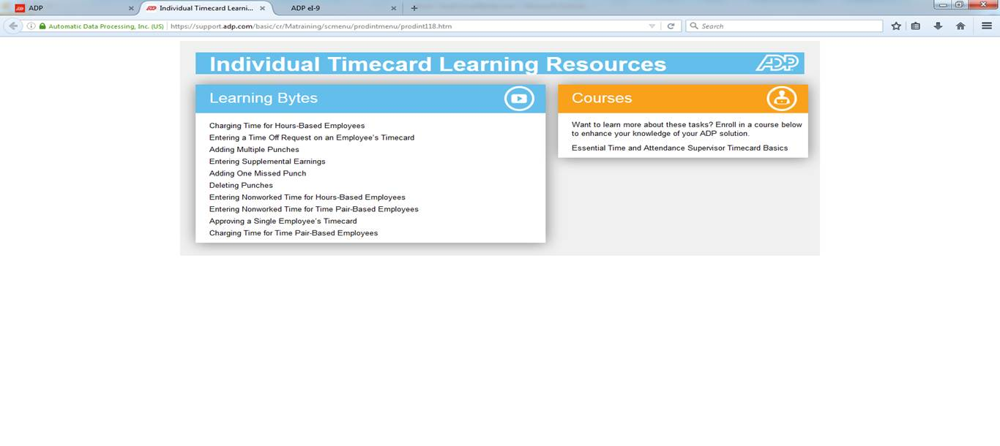 ADP
Individual Timecard Learni...
ADP eI-9
Automatic Data Processing, Inc. (US)
https://support.adp.com/basic/cr/Matraining/scmenu/prodintmenu/prodint118.htm
Search
Individual Timecard Learning Resources
ADP
Learning Bytes
Charging Time for Hours-Based Employees
Entering a Time Off Request on an Employee's Timecard
Adding Multiple Punches
Entering Supplemental Earnings
Adding One Missed Punch
Deleting Punches
Entering Nonworked Time for Hours-Based Employees
Entering Nonworked Time for Time Pair-Based Employees
Approving a Single Employee's Timecard
Charging Time for Time Pair-Based Employees
Courses
Want to learn more about these tasks? Enroll in a course below
to enhance your knowledge of your ADP solution.
Essential Time and Attendance Supervisor Timecard Basics